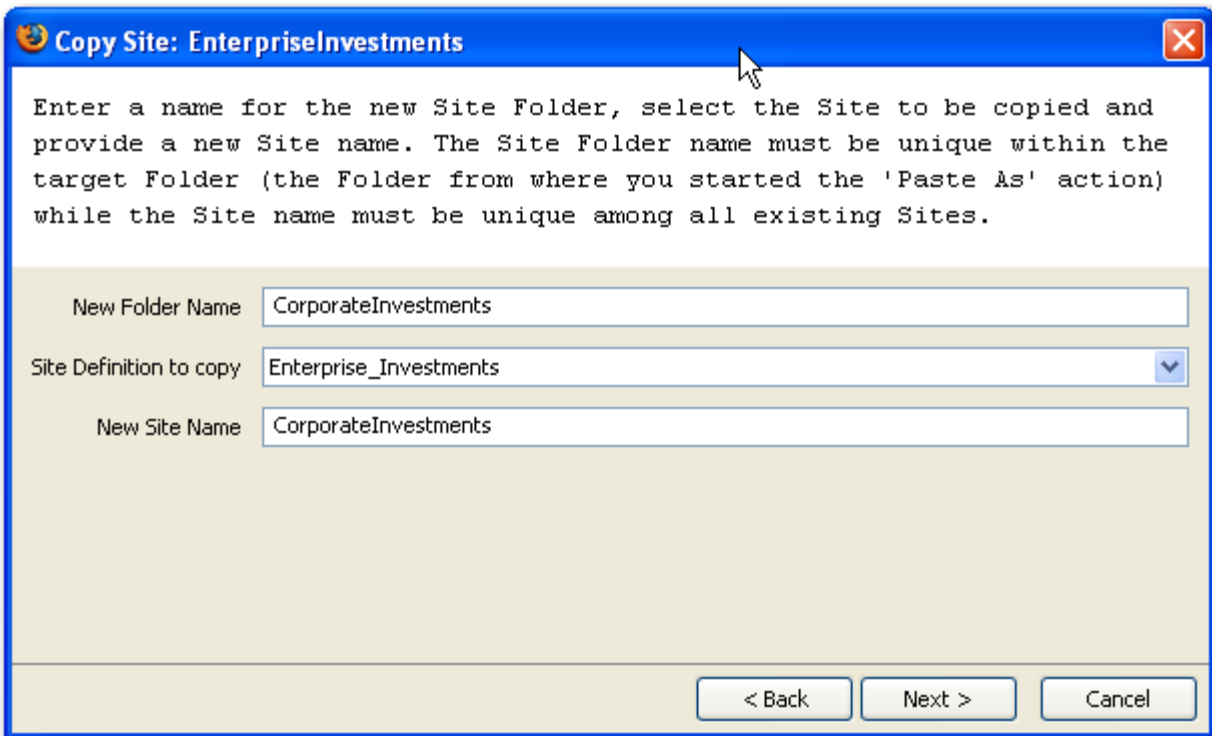 Copy Site: EnterpriseInvestments
Enter a name for the new Site Folder, select the Site to be copied and
provide a new Site name. The Site Folder name must be unique within the
target Folder (the Folder from where you started the 'Paste As' action)
while the Site name must be unique among all existing Sites.
New Folder Name CorporateInvestments
Site Definition to copy Enterprise_Investments
New Site Name CorporateInvestments
< Back Next > Cancel